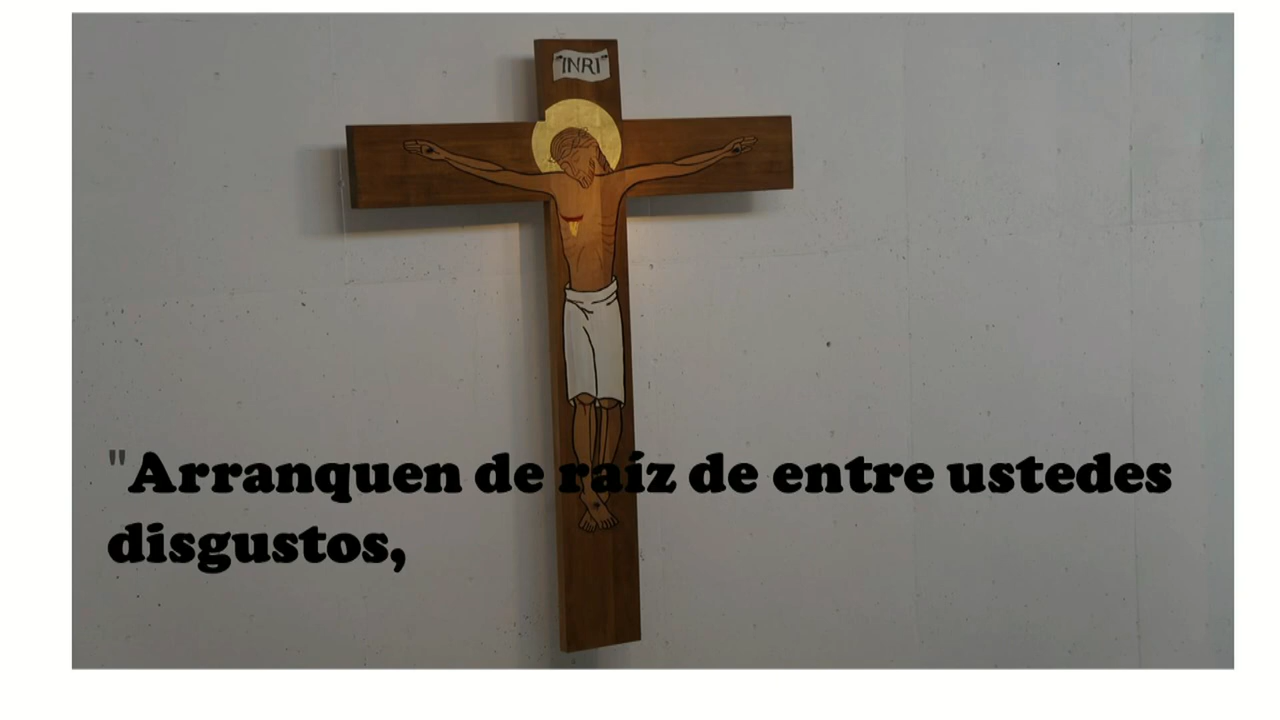 "INRI"
"Arranquen de raíz de entre ustedes
disgustos,